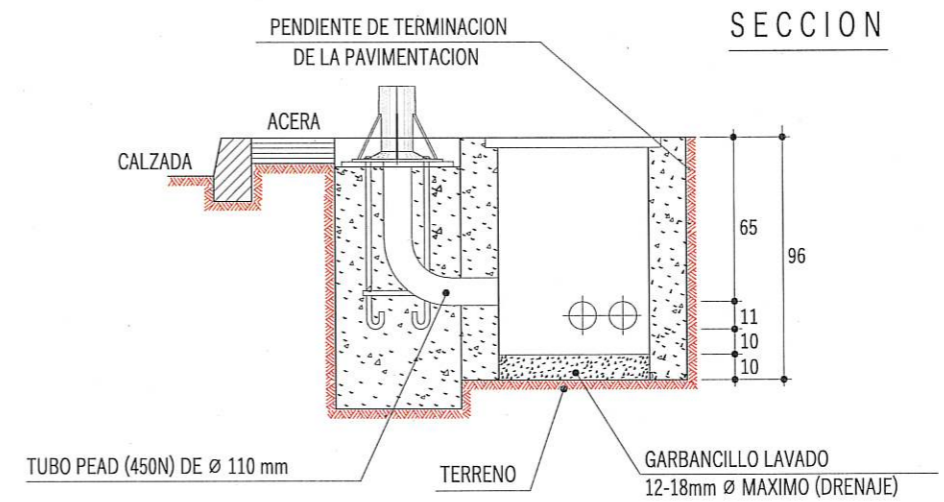 SECCION
PENDIENTE DE TERMINACION
DE LA PAVIMENTACION
ACERA
CALZADA
65
96
11
10
10
TUBO PEAD (450N) DE Ø 110 mm
TERRENO
GARBANCILLO LAVADO
12-18mm Ø MAXIMO (DRENAJE)